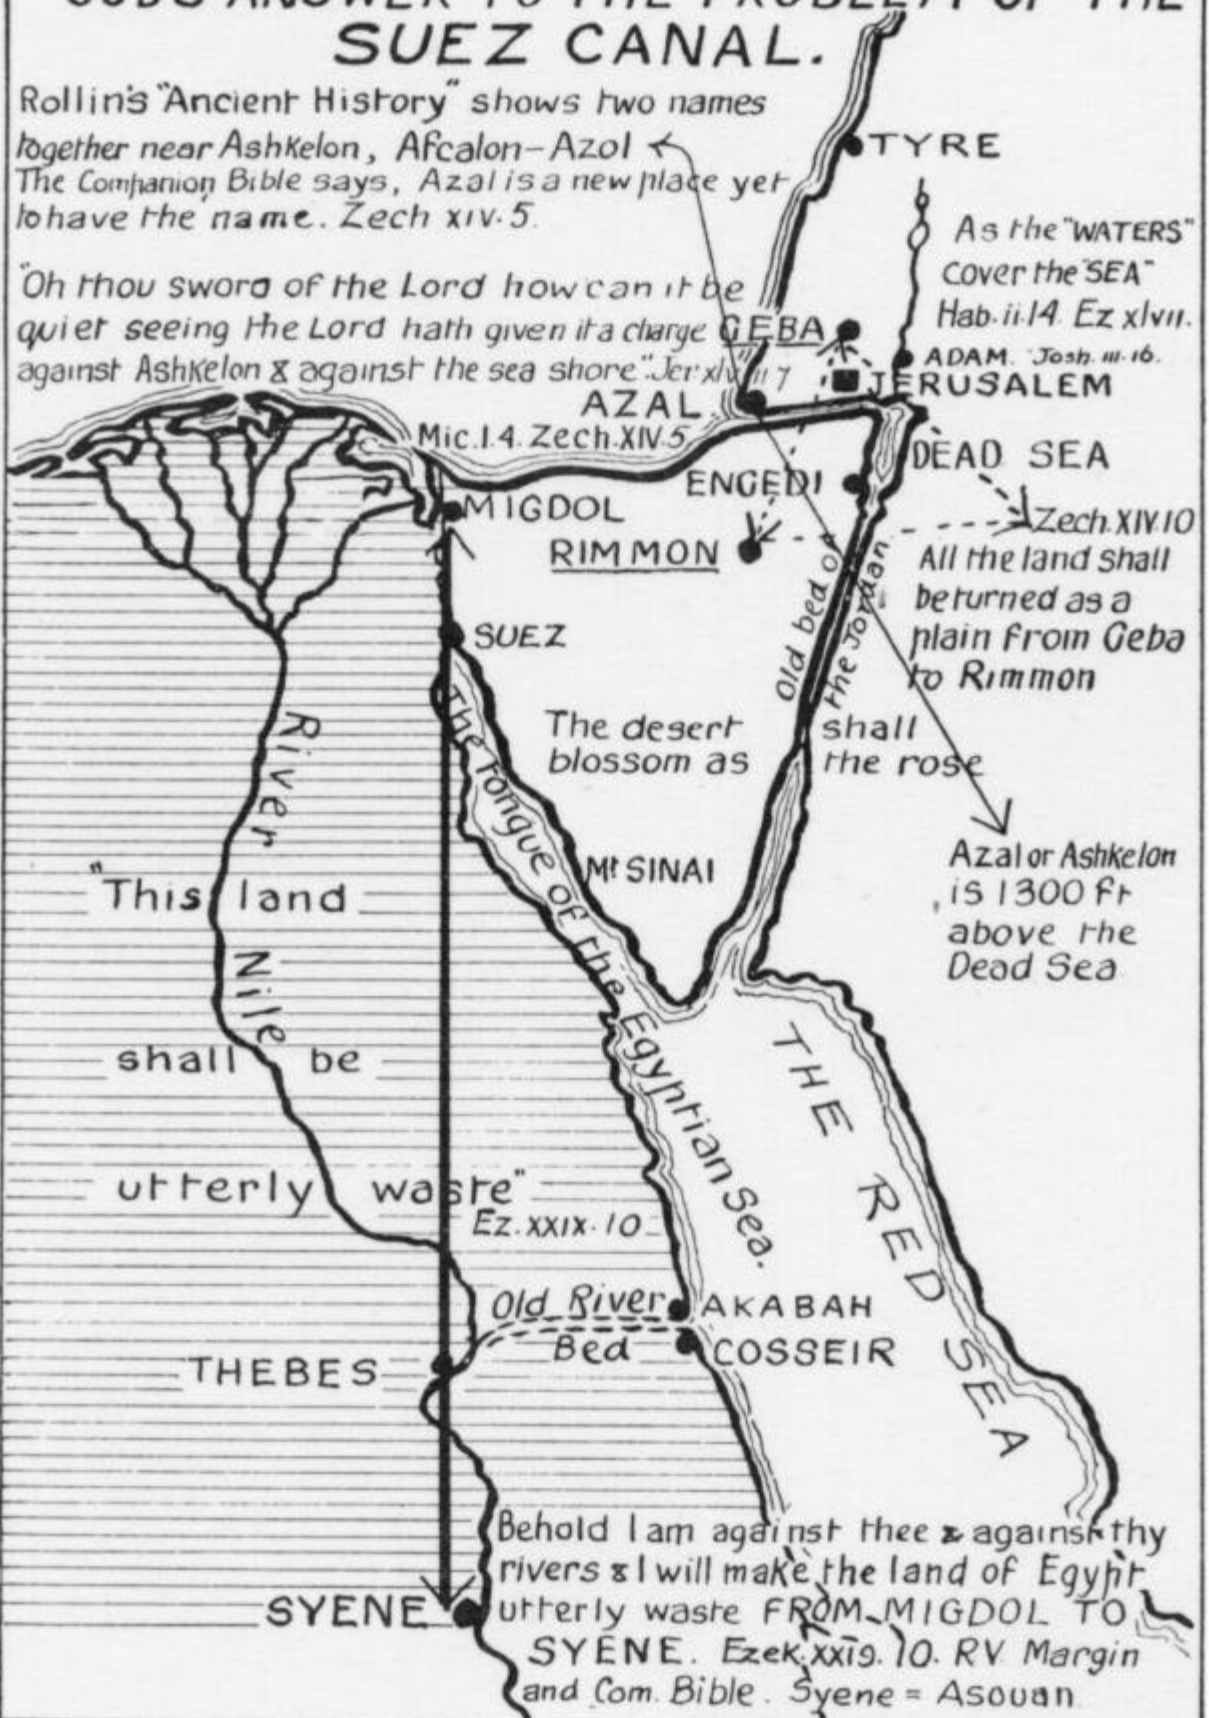 GOD'S ANSWER TO THE PROBLEM OF THE
SUEZ CANAL.
Rollin's "Ancient History" shows two names
together near Ashkelon, Afcalon-Azol
The Companion Bible says, Azal is a new place yet
to have the name. Zech XIV. 5.
"Oh thou sword of the Lord how can it be
quiet seeing the Lord hath given it a charge
against Ashkelon & against the sea shore".
TYRE
As the "WATERS"
cover the "SEA"
Hab. ii. 14. Ez xlvii.
GEBA
ADAM. Josh. iii. 16.
JERUSALEM
AZAL
Mic. 1. 4. Zech. XIV. 5
DEAD SEA
ENGEDI
MIGDOL
RIMMON
Zech. XIV. 10
All the land shall
be turned as a
plain from Geba
to Rimmon
Old bed of
the Jordan
SUEZ
The desert shall
blossom as the rose
The Tongue of the Egyptian Sea.
Mt SINAI
Azal or Ashkelon
is 1300 ft
above the
Dead Sea
River Nile
"This land
shall be
utterly waste"
Ez. xxix. 10
THE RED SEA
Old River
Bed
AKABAH
COSSEIR
THEBES
SYENE
Behold I am against thee & against thy
rivers & I will make the land of Egypt
utterly waste FROM MIGDOL TO
SYENE. Ezek. xxi9. 10. RV Margin
and Com. Bible. Syene = Asouan